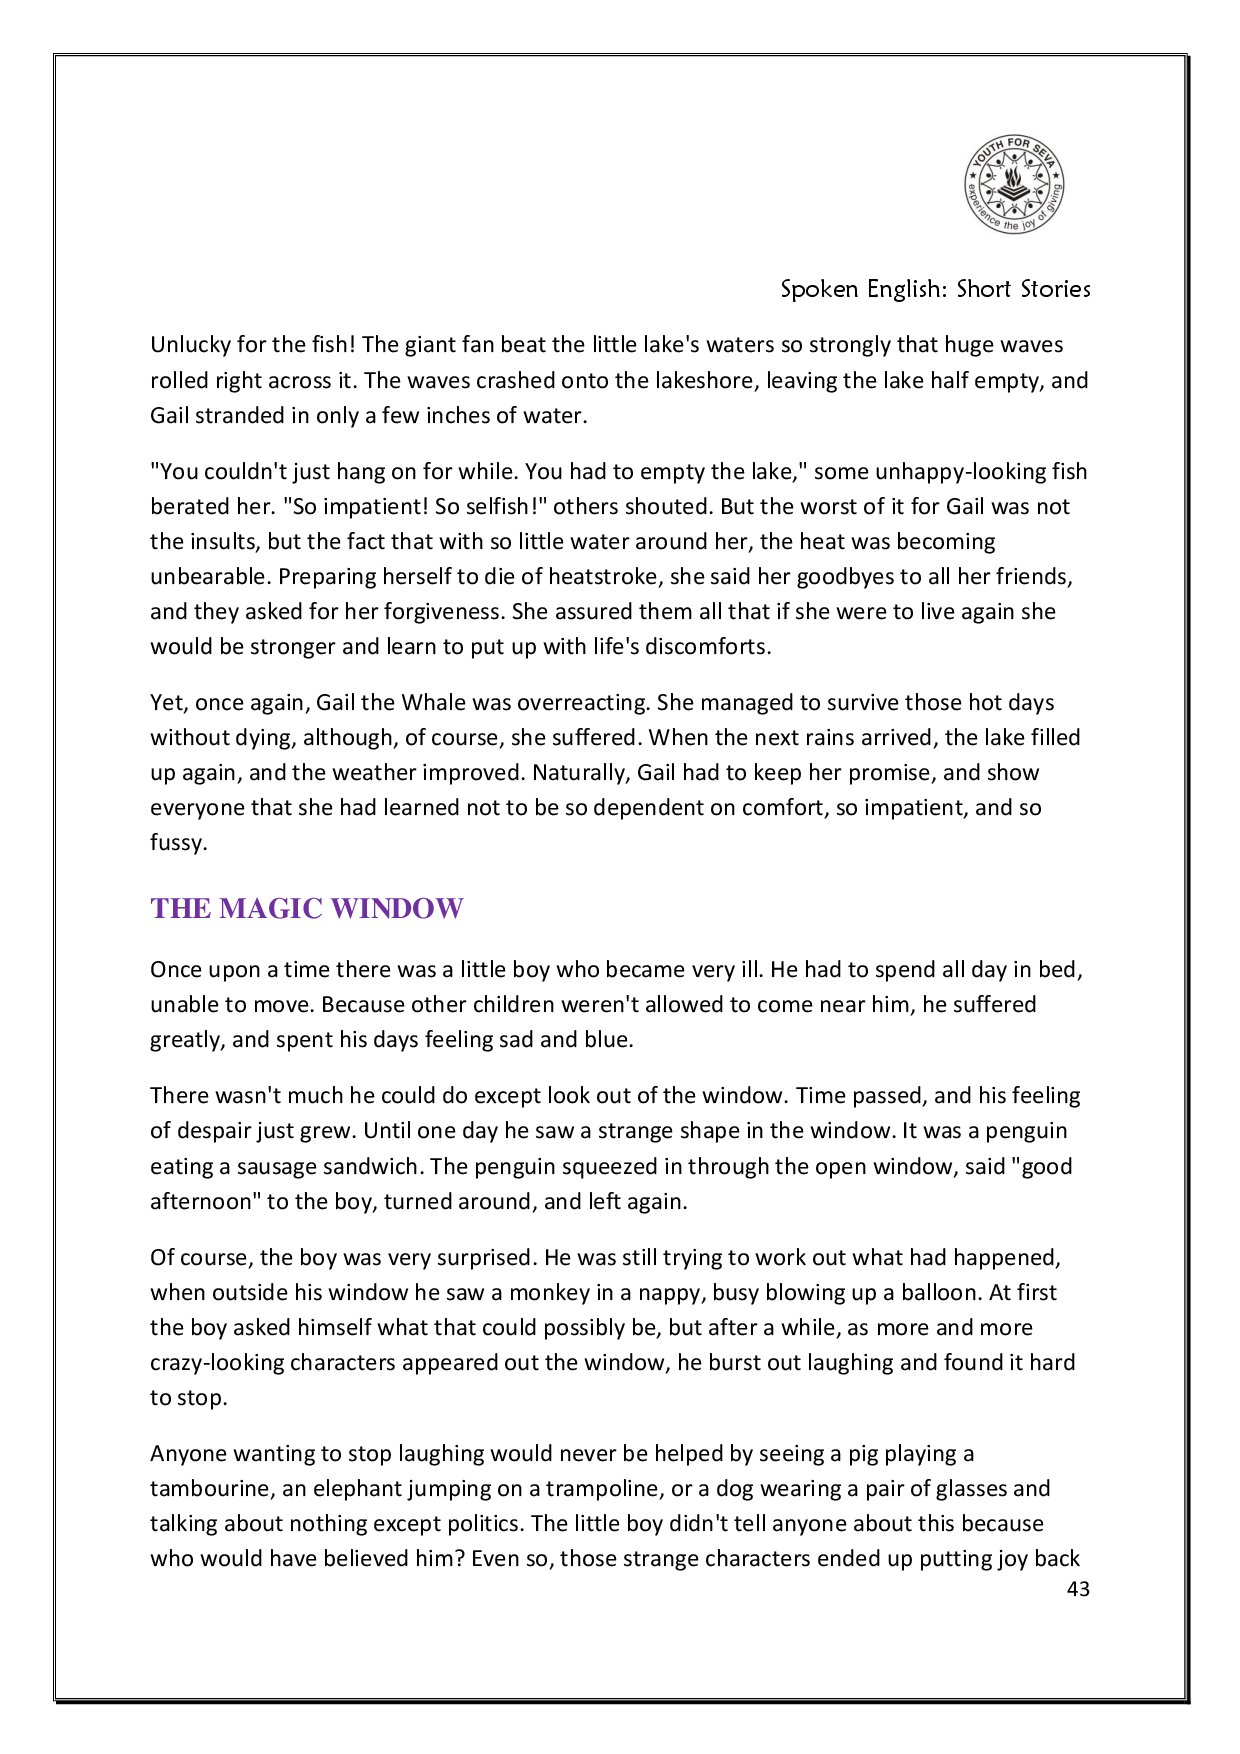 YOUTH FOR SEVA
experience the joy of giving
Spoken English: Short Stories
Unlucky for the fish! The giant fan beat the little lake's waters so strongly that huge waves
rolled right across it. The waves crashed onto the lakeshore, leaving the lake half empty, and
Gail stranded in only a few inches of water.
"You couldn't just hang on for while. You had to empty the lake," some unhappy-looking fish
berated her. "So impatient! So selfish!" others shouted. But the worst of it for Gail was not
the insults, but the fact that with so little water around her, the heat was becoming
unbearable. Preparing herself to die of heatstroke, she said her goodbyes to all her friends,
and they asked for her forgiveness. She assured them all that if she were to live again she
would be stronger and learn to put up with life's discomforts.
Yet, once again, Gail the Whale was overreacting. She managed to survive those hot days
without dying, although, of course, she suffered. When the next rains arrived, the lake filled
up again, and the weather improved. Naturally, Gail had to keep her promise, and show
everyone that she had learned not to be so dependent on comfort, so impatient, and so
fussy.
THE MAGIC WINDOW
Once upon a time there was a little boy who became very ill. He had to spend all day in bed,
unable to move. Because other children weren't allowed to come near him, he suffered
greatly, and spent his days feeling sad and blue.
There wasn't much he could do except look out of the window. Time passed, and his feeling
of despair just grew. Until one day he saw a strange shape in the window. It was a penguin
eating a sausage sandwich. The penguin squeezed in through the open window, said "good
afternoon" to the boy, turned around, and left again.
Of course, the boy was very surprised. He was still trying to work out what had happened,
when outside his window he saw a monkey in a nappy, busy blowing up a balloon. At first
the boy asked himself what that could possibly be, but after a while, as more and more
crazy-looking characters appeared out the window, he burst out laughing and found it hard
to stop.
Anyone wanting to stop laughing would never be helped by seeing a pig playing a
tambourine, an elephant jumping on a trampoline, or a dog wearing a pair of glasses and
talking about nothing except politics. The little boy didn't tell anyone about this because
who would have believed him? Even so, those strange characters ended up putting joy back
43